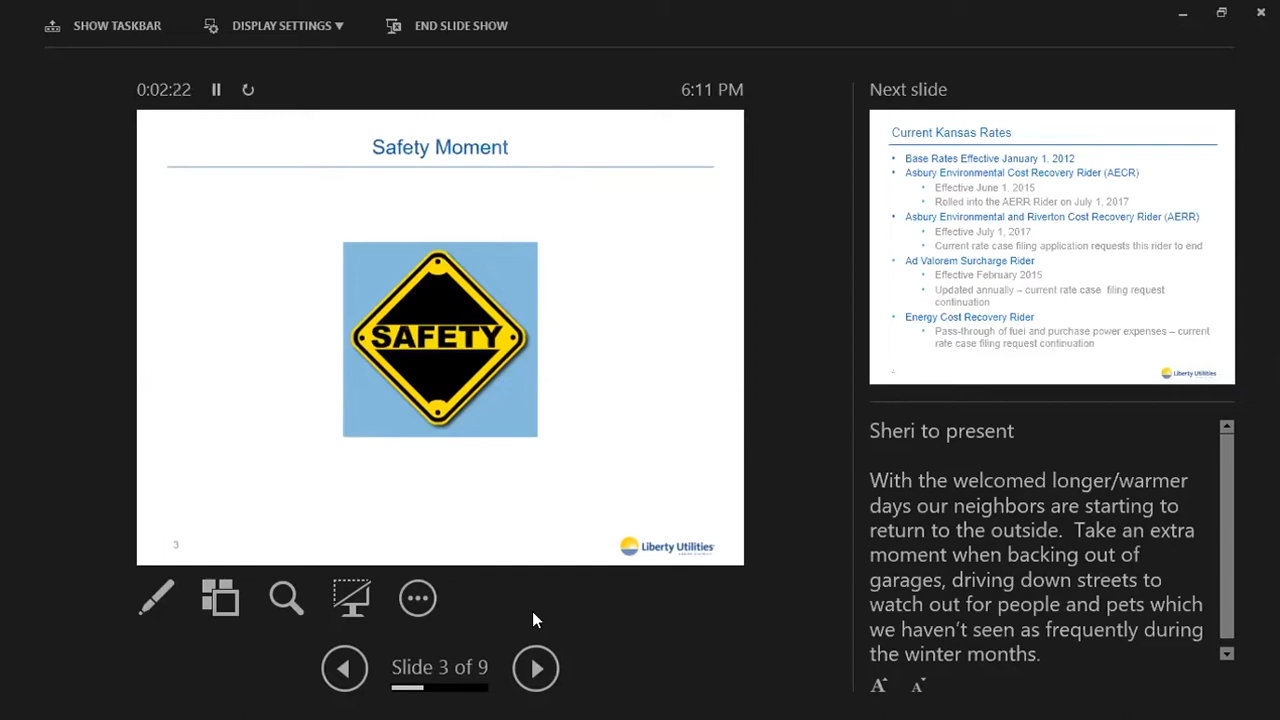 SHOW TASKBAR
DISPLAY SETTINGS ▼
END SLIDE SHOW
0:02:22
6:11 PM
Safety Moment
SAFETY
3
Liberty Utilities
Slide 3 of 9
Next slide
Current Kansas Rates
• Base Rates Effective January 1, 2012
• Asbury Environmental Cost Recovery Rider (AECR)
• Effective June 1, 2015
• Rolled into the AERR Rider on July 1, 2017
• Asbury Environmental and Riverton Cost Recovery Rider (AERR)
• Effective July 1, 2017
• Current rate case filing application requests this rider to end
• Ad Valorem Surcharge Rider
• Effective February 2015
• Updated annually – current rate case filing request
continuation
• Energy Cost Recovery Rider
• Pass-through of fuel and purchase power expenses – current
rate case filing request continuation
4
Liberty Utilities
Sheri to present
With the welcomed longer/warmer
days our neighbors are starting to
return to the outside. Take an extra
moment when backing out of
garages, driving down streets to
watch out for people and pets which
we haven't seen as frequently during
the winter months.
A A